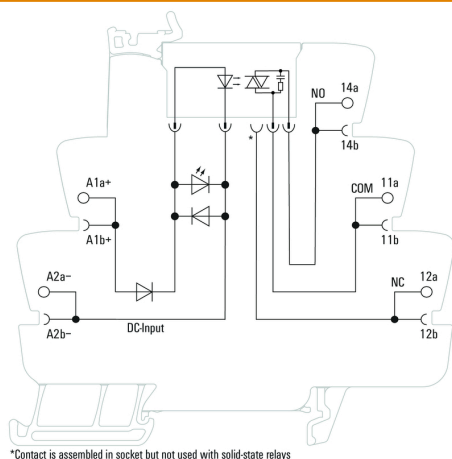 NO
14a
*
14b
A1a+
COM
11a
A1b+
11b
A2a–
NC
12a
A2b–
DC-Input
12b
*Contact is assembled in socket but not used with solid-state relays